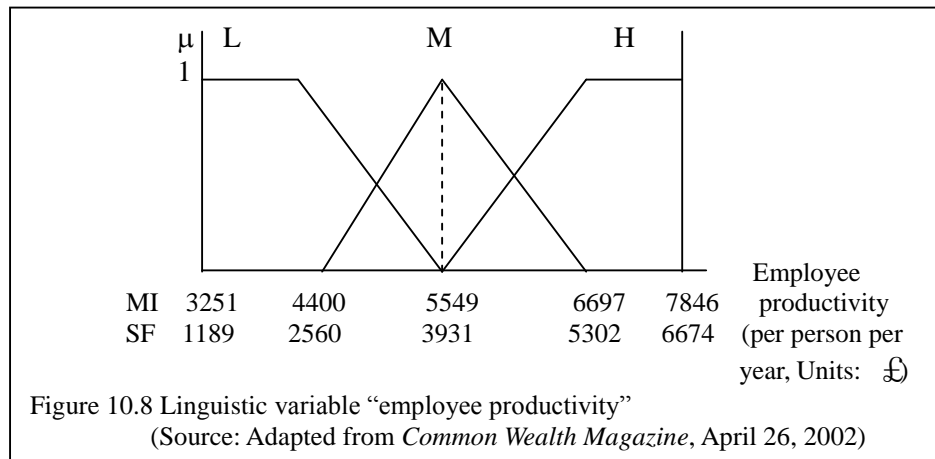 μ L M H
1
MI 3251 4400 5549 6697 7846
SF 1189 2560 3931 5302 6674
Employee
productivity
(per person per
year, Units: £)
Figure 10.8 Linguistic variable “employee productivity”
(Source: Adapted from Common Wealth Magazine, April 26, 2002)